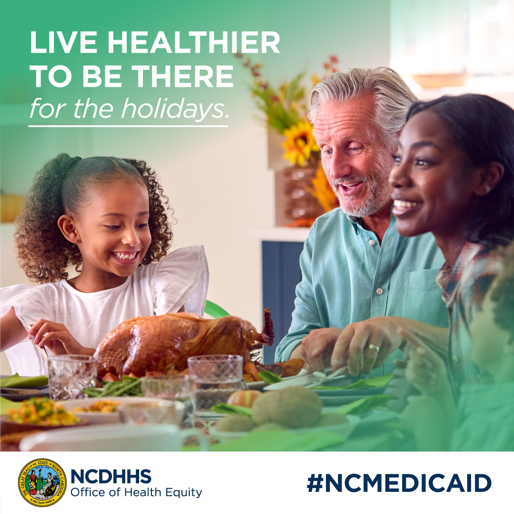 LIVE HEALTHIER
TO BE THERE
for the holidays.
NCDHHS
Office of Health Equity
#NCMEDICAID